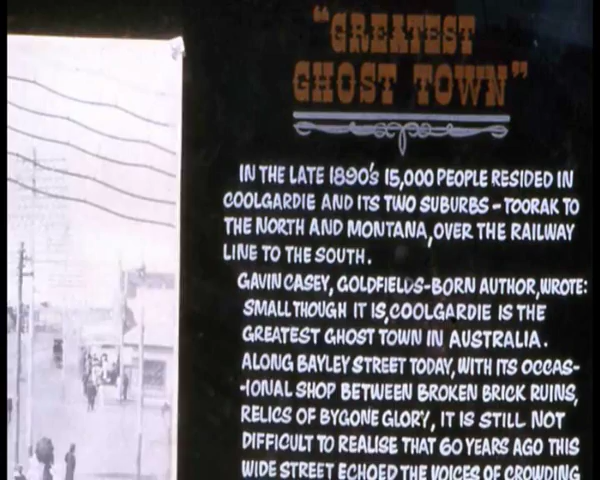 "GREATEST
GHOST TOWN"
IN THE LATE 1890's 15,000 PEOPLE RESIDED IN
COOLGARDIE AND ITS TWO SUBURBS - TOORAK TO
THE NORTH AND MONTANA, OVER THE RAILWAY
LINE TO THE SOUTH.
GAVIN CASEY, GOLDFIELDS-BORN AUTHOR, WROTE:
SMALL THOUGH IT IS, COOLGARDIE IS THE
GREATEST GHOST TOWN IN AUSTRALIA.
ALONG BAYLEY STREET TODAY, WITH ITS OCCAS-
-IONAL SHOP BETWEEN BROKEN BRICK RUINS,
RELICS OF BYGONE GLORY, IT IS STILL NOT
DIFFICULT TO REALISE THAT 60 YEARS AGO THIS
WIDE STREET ECHOED THE VOICES OF CROWDING